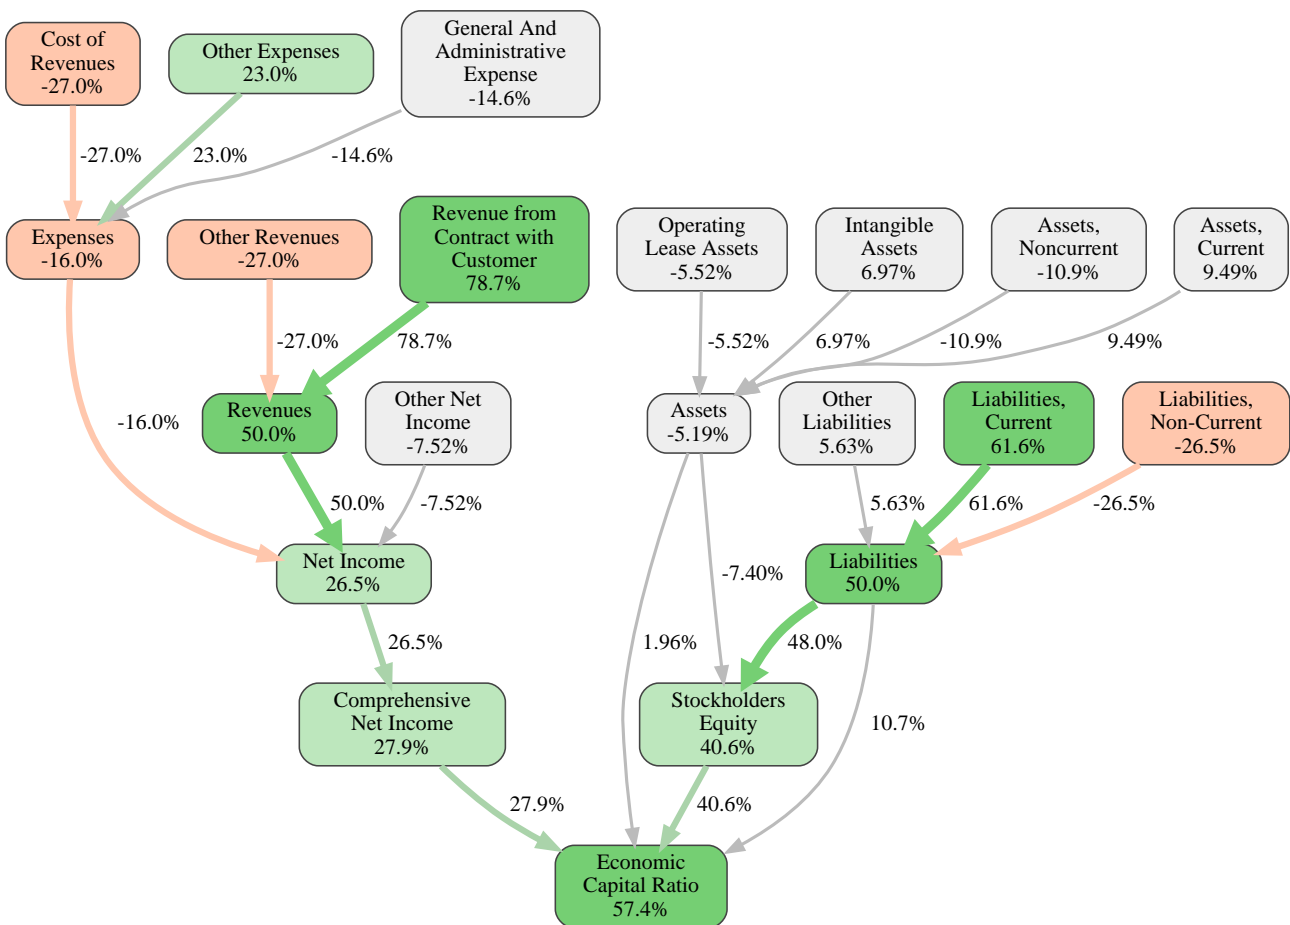 Cost of
Revenues
-27.0%
Other Expenses
23.0%
General And
Administrative
Expense
-14.6%
-27.0%
23.0%
-14.6%
Expenses
-16.0%
Other Revenues
-27.0%
Revenue from
Contract with
Customer
78.7%
Operating
Lease Assets
-5.52%
Intangible
Assets
6.97%
Assets,
Noncurrent
-10.9%
Assets,
Current
9.49%
-27.0%
78.7%
-5.52%
6.97%
-10.9%
9.49%
-16.0%
Revenues
50.0%
Other Net
Income
-7.52%
Assets
-5.19%
Other
Liabilities
5.63%
Liabilities,
Current
61.6%
Liabilities,
Non-Current
-26.5%
50.0%
-7.52%
5.63%
61.6%
-26.5%
Net Income
26.5%
-7.40%
Liabilities
50.0%
26.5%
1.96%
48.0%
Comprehensive
Net Income
27.9%
Stockholders
Equity
40.6%
10.7%
27.9%
40.6%
Economic
Capital Ratio
57.4%